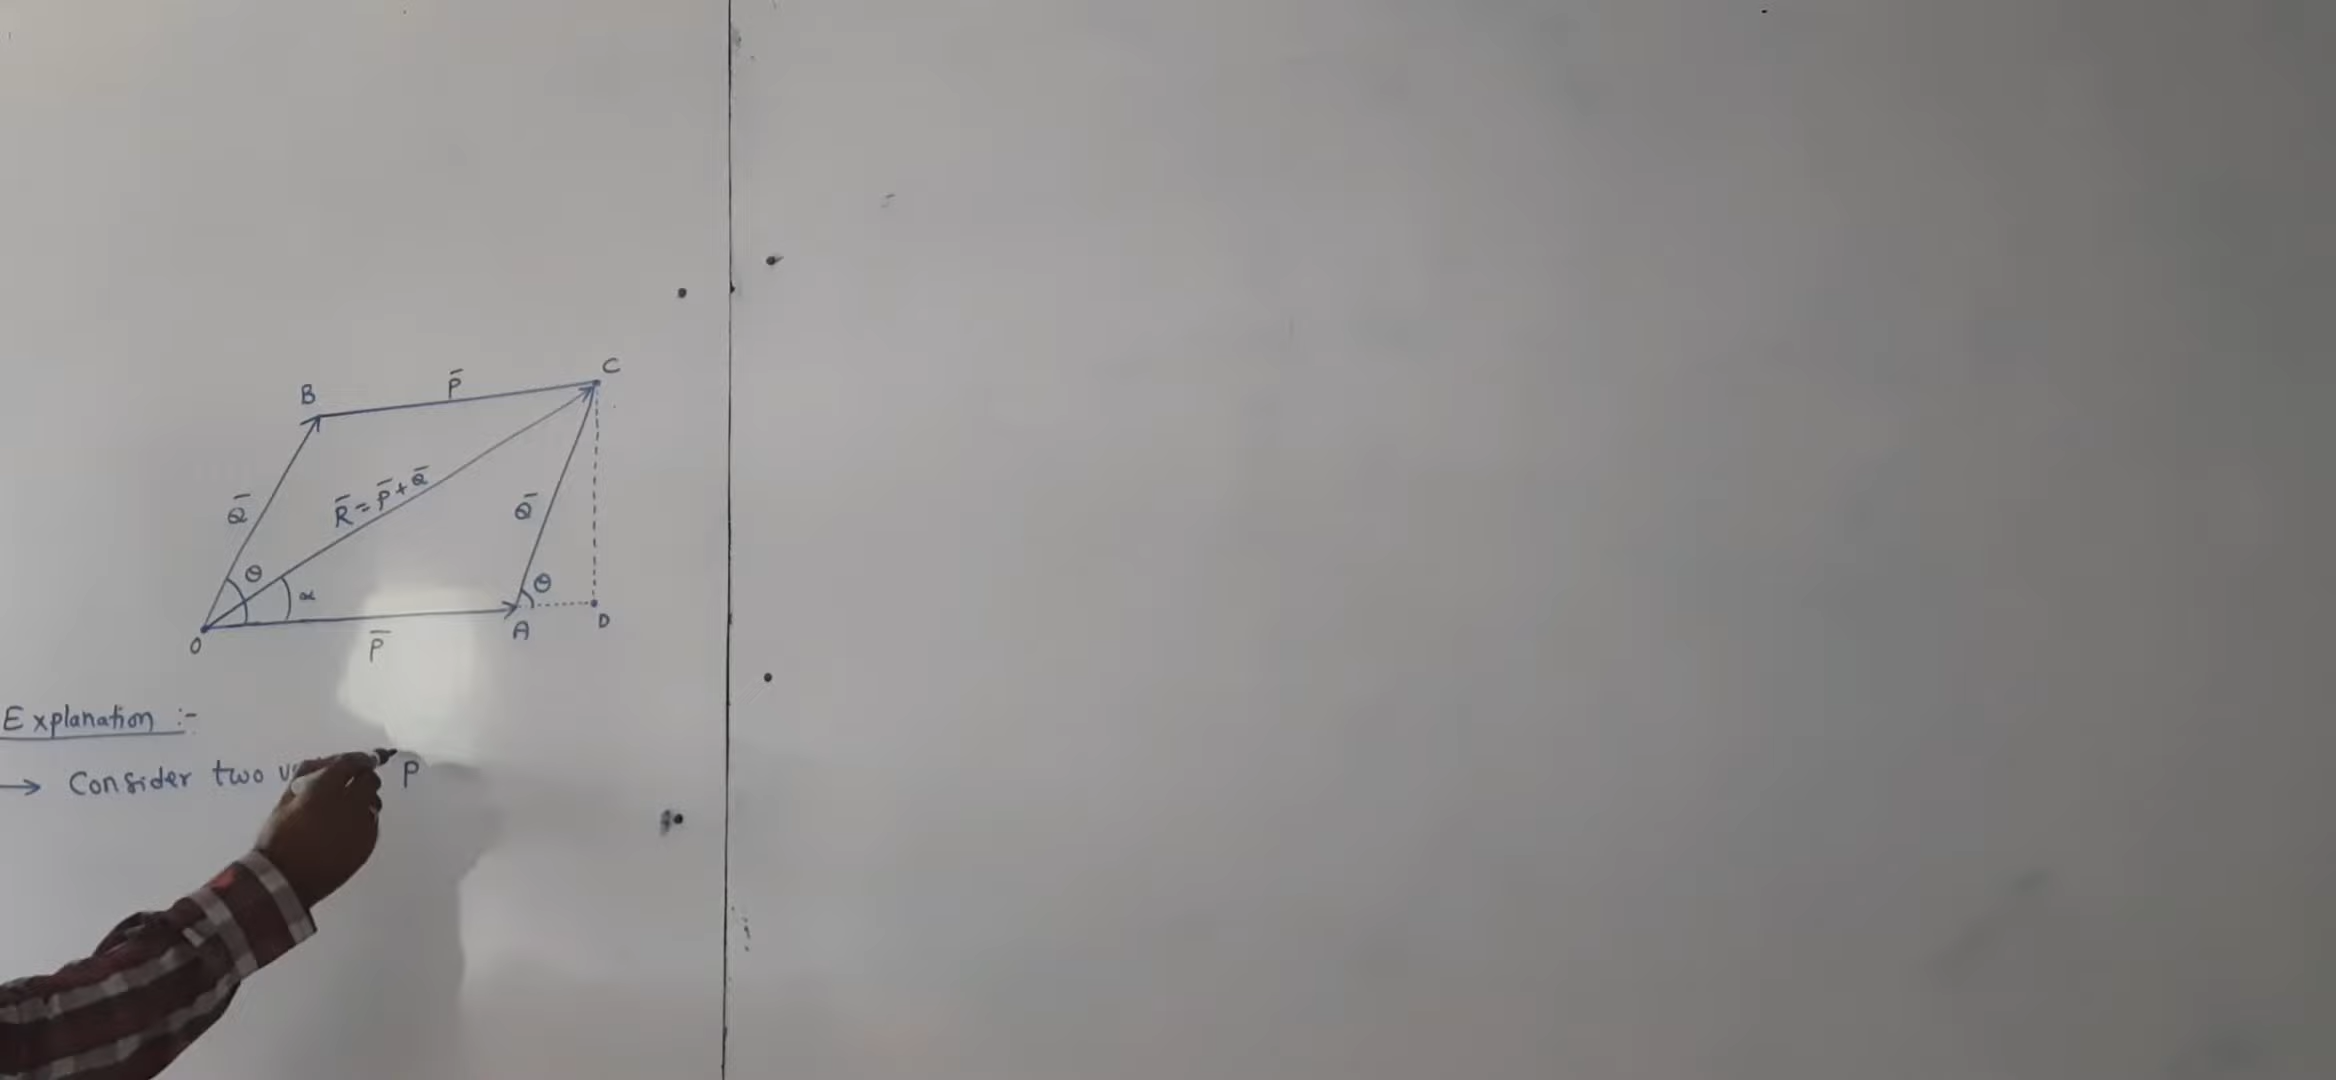 C
P̄
B
R̄ = P̄ + Q̄
Q̄
Q̄
θ
θ
α
D
A
O
P̄
Explanation :-
→ Consider two P